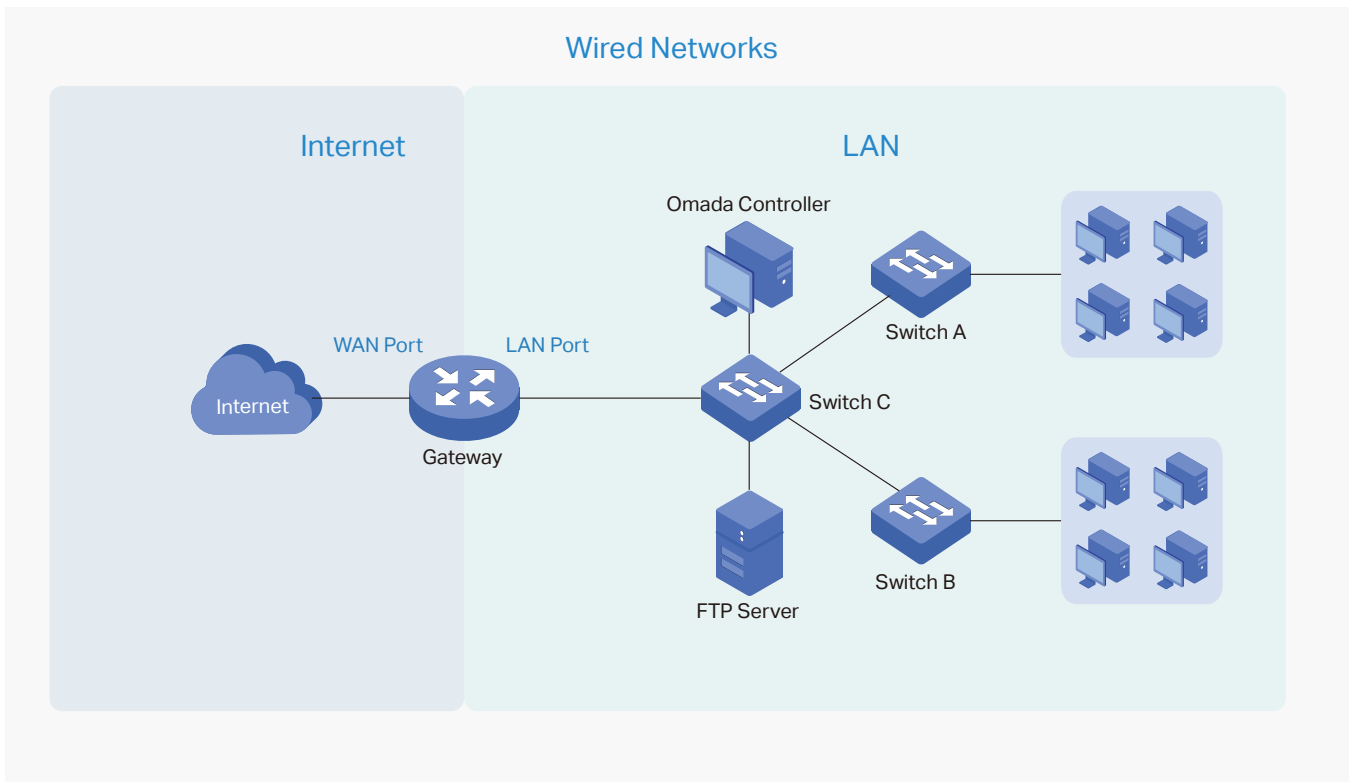 Wired Networks
Internet
LAN
Omada Controller
Switch A
WAN Port
LAN Port
Internet
Switch C
Gateway
Switch B
FTP Server